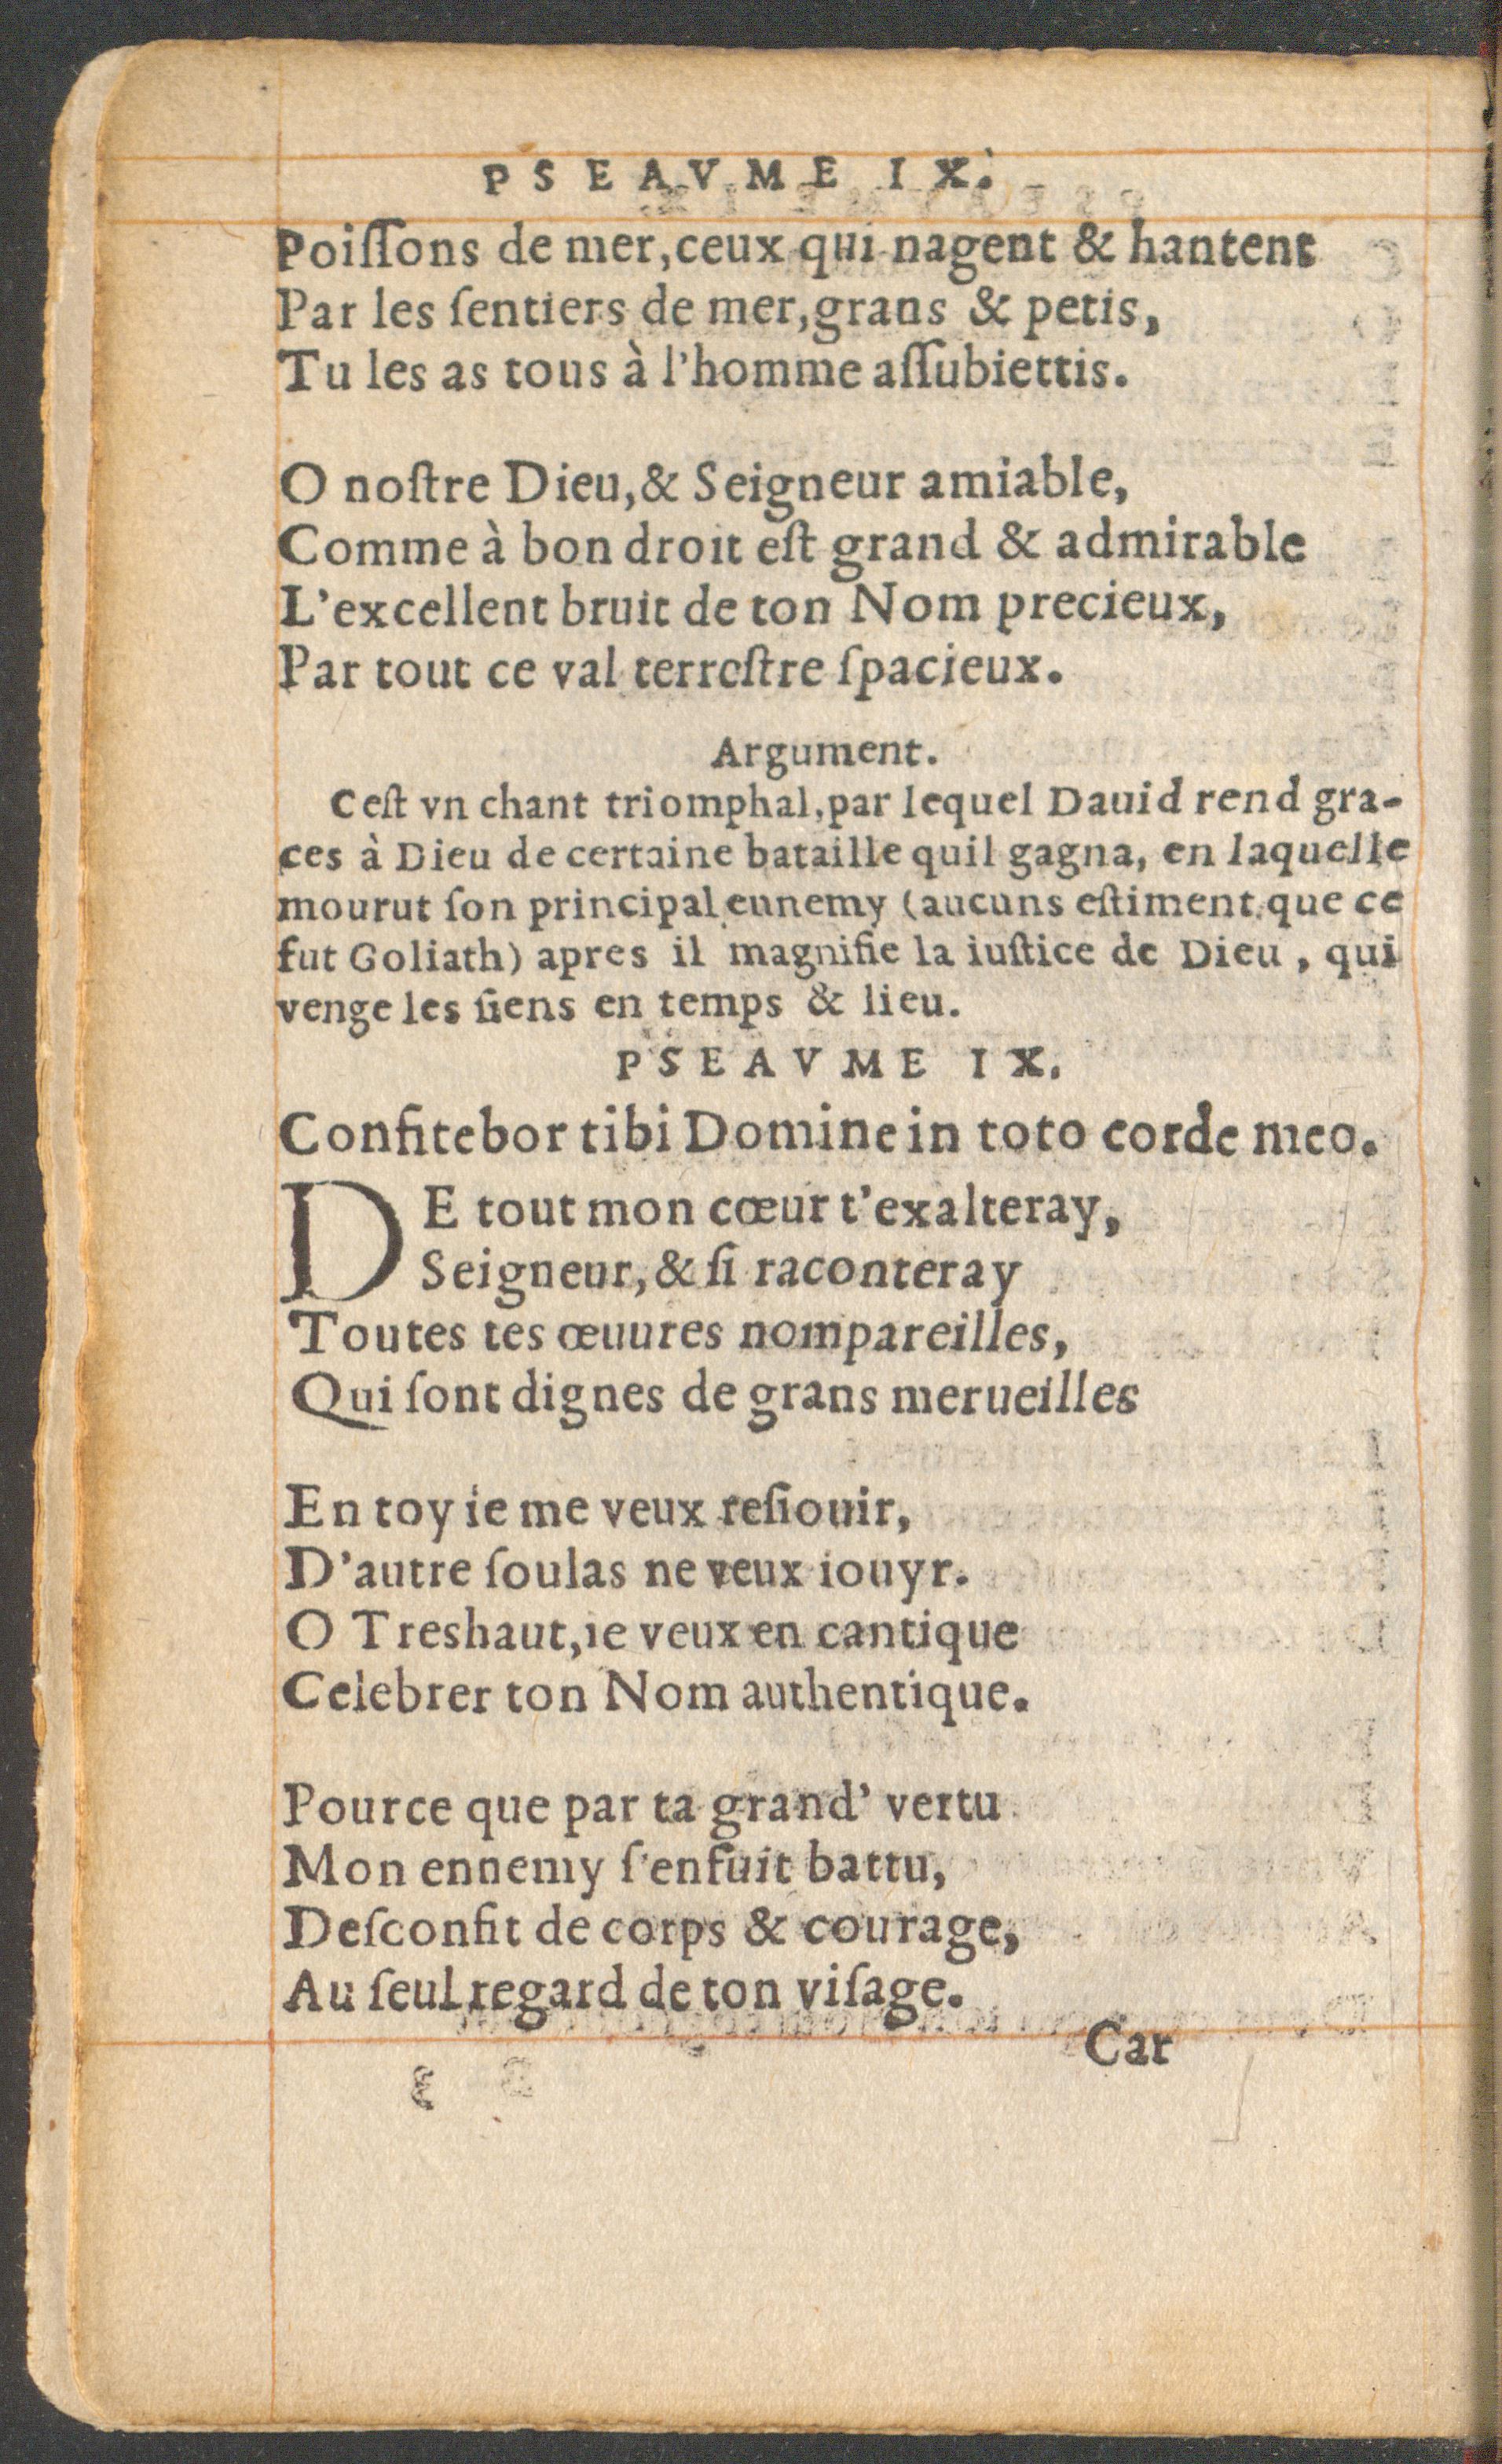 PSEAVME IX.
Poiſſons de mer, ceux qui nagent & hantent
Par les ſentiers de mer, grans & petis,
Tu les as tous à l'homme aſſubiettis.
O noſtre Dieu, & Seigneur amiable,
Comme à bon droit eſt grand & admirable
L'excellent bruit de ton Nom precieux,
Par tout ce val terreſtre ſpacieux.
Argument.
Ceſt vn chant triomphal, par lequel Dauid rend gra-
ces à Dieu de certaine bataille quil gagna, en laquelle
mourut ſon principal ennemy (aucuns eſtiment que ce
fut Goliath) apres il magnifie la iuſtice de Dieu, qui
venge les ſiens en temps & lieu.
PSEAVME IX.
Confitebor tibi Domine in toto corde meo.
DE tout mon cœur t'exalteray,
Seigneur, & ſi raconteray
Toutes tes œuures nompareilles,
Qui ſont dignes de grans merueilles
En toy ie me veux reſiouir,
D'autre ſoulas ne veux iouyr.
O Treshaut, ie veux en cantique
Celebrer ton Nom authentique.
Pource que par ta grand' vertu
Mon ennemy ſ'enfuit battu,
Deſconfit de corps & courage,
Au ſeul regard de ton viſage.
Car